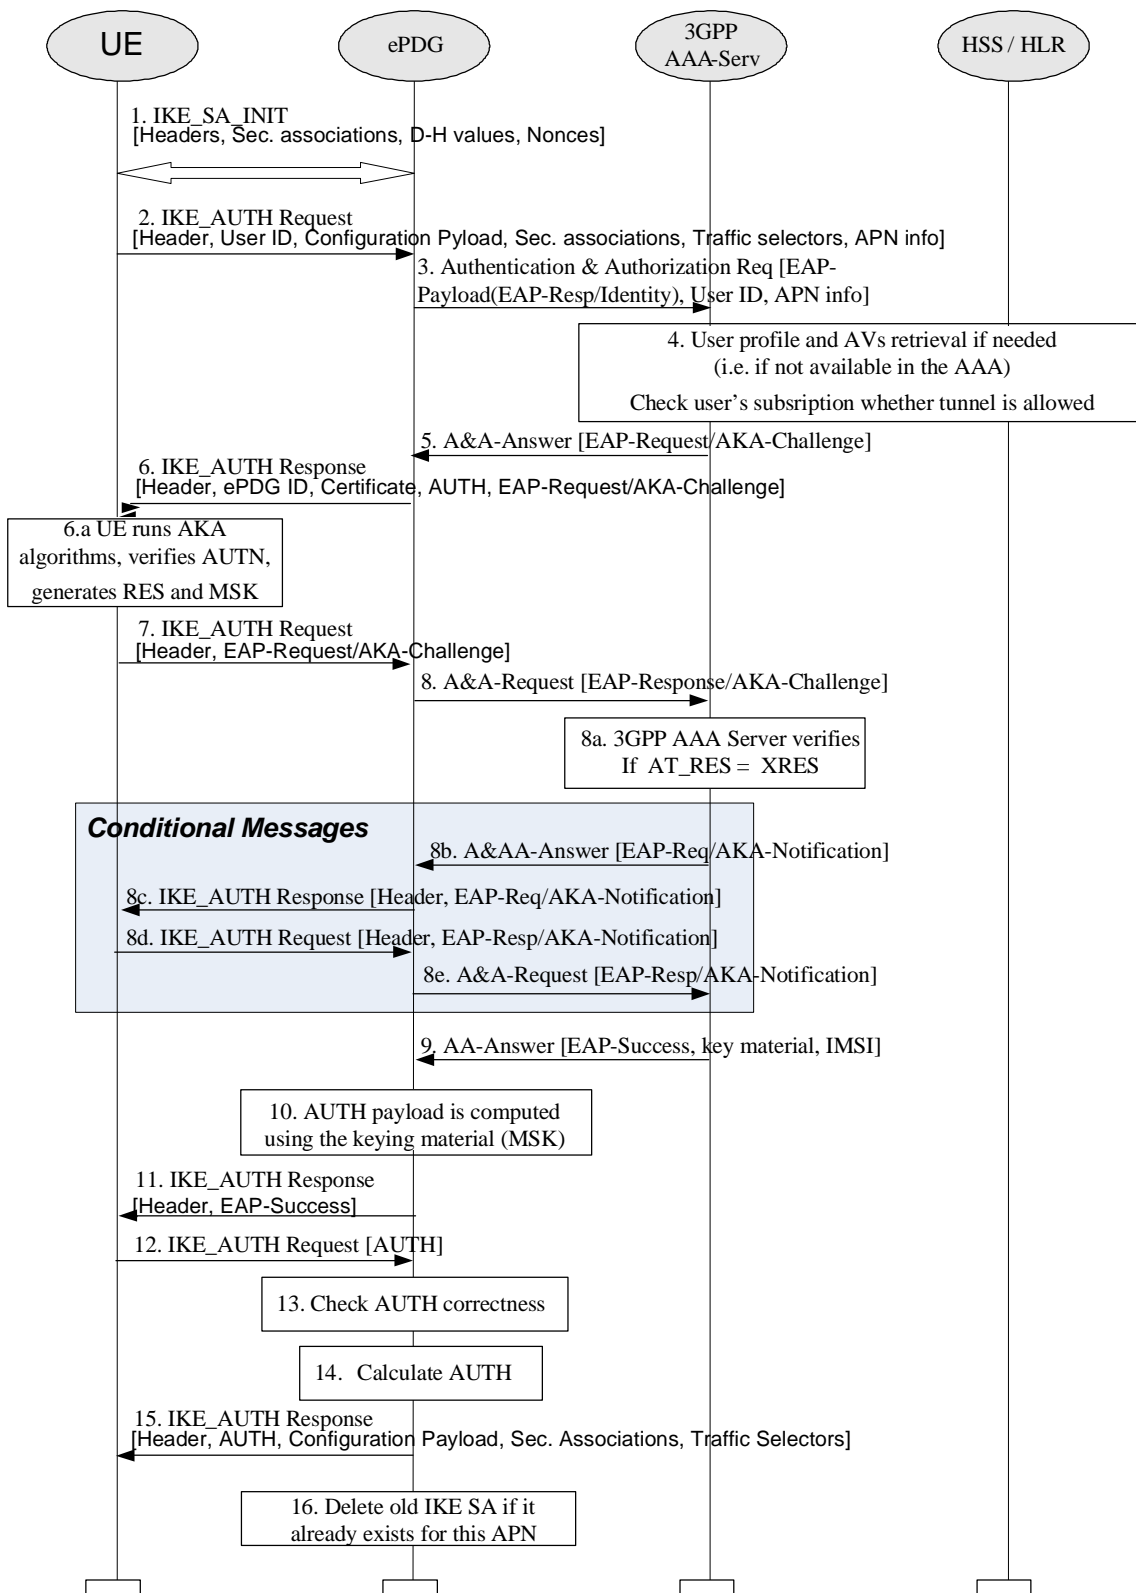 UE
ePDG
3GPP
AAA-Serv
HSS / HLR
1. IKE_SA_INIT
[Headers, Sec. associations, D-H values, Nonces]
2. IKE_AUTH Request
[Header, User ID, Configuration Pyload, Sec. associations, Traffic selectors, APN info]
3. Authentication & Authorization Req [EAP-
Payload(EAP-Resp/Identity), User ID, APN info]
4. User profile and AVs retrieval if needed
(i.e. if not available in the AAA)
Check user's subsription whether tunnel is allowed
5. A&A-Answer [EAP-Request/AKA-Challenge]
6. IKE_AUTH Response
[Header, ePDG ID, Certificate, AUTH, EAP-Request/AKA-Challenge]
6.a UE runs AKA
algorithms, verifies AUTN,
generates RES and MSK
7. IKE_AUTH Request
[Header, EAP-Request/AKA-Challenge]
8. A&A-Request [EAP-Response/AKA-Challenge]
8a. 3GPP AAA Server verifies
If AT_RES = XRES
Conditional Messages
8b. A&AA-Answer [EAP-Req/AKA-Notification]
8c. IKE_AUTH Response [Header, EAP-Req/AKA-Notification]
8d. IKE_AUTH Request [Header, EAP-Resp/AKA-Notification]
8e. A&A-Request [EAP-Resp/AKA-Notification]
9. AA-Answer [EAP-Success, key material, IMSI]
10. AUTH payload is computed
using the keying material (MSK)
11. IKE_AUTH Response
[Header, EAP-Success]
12. IKE_AUTH Request [AUTH]
13. Check AUTH correctness
14. Calculate AUTH
15. IKE_AUTH Response
[Header, AUTH, Configuration Payload, Sec. Associations, Traffic Selectors]
16. Delete old IKE SA if it
already exists for this APN